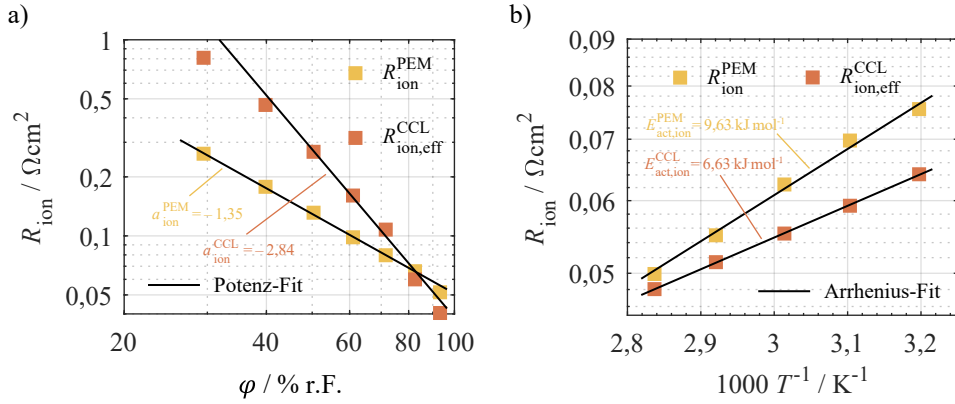 a)
1
0,5
0,2
0,1
0,05
20
40
60
80
100
R_ion / Ωcm²
φ / % r.F.
R_ion^PEM
R_ion,eff^CCL
a_ion^PEM = −1,35
a_ion^CCL = −2,84
Potenz-Fit
b)
0,09
0,08
0,07
0,06
0,05
2,8
2,9
3
3,1
3,2
R_ion / Ωcm²
1000 T⁻¹ / K⁻¹
R_ion^PEM
R_ion,eff^CCL
E_act,ion^PEM = 9,63 kJ mol⁻¹
E_act,ion^CCL = 6,63 kJ mol⁻¹
Arrhenius-Fit